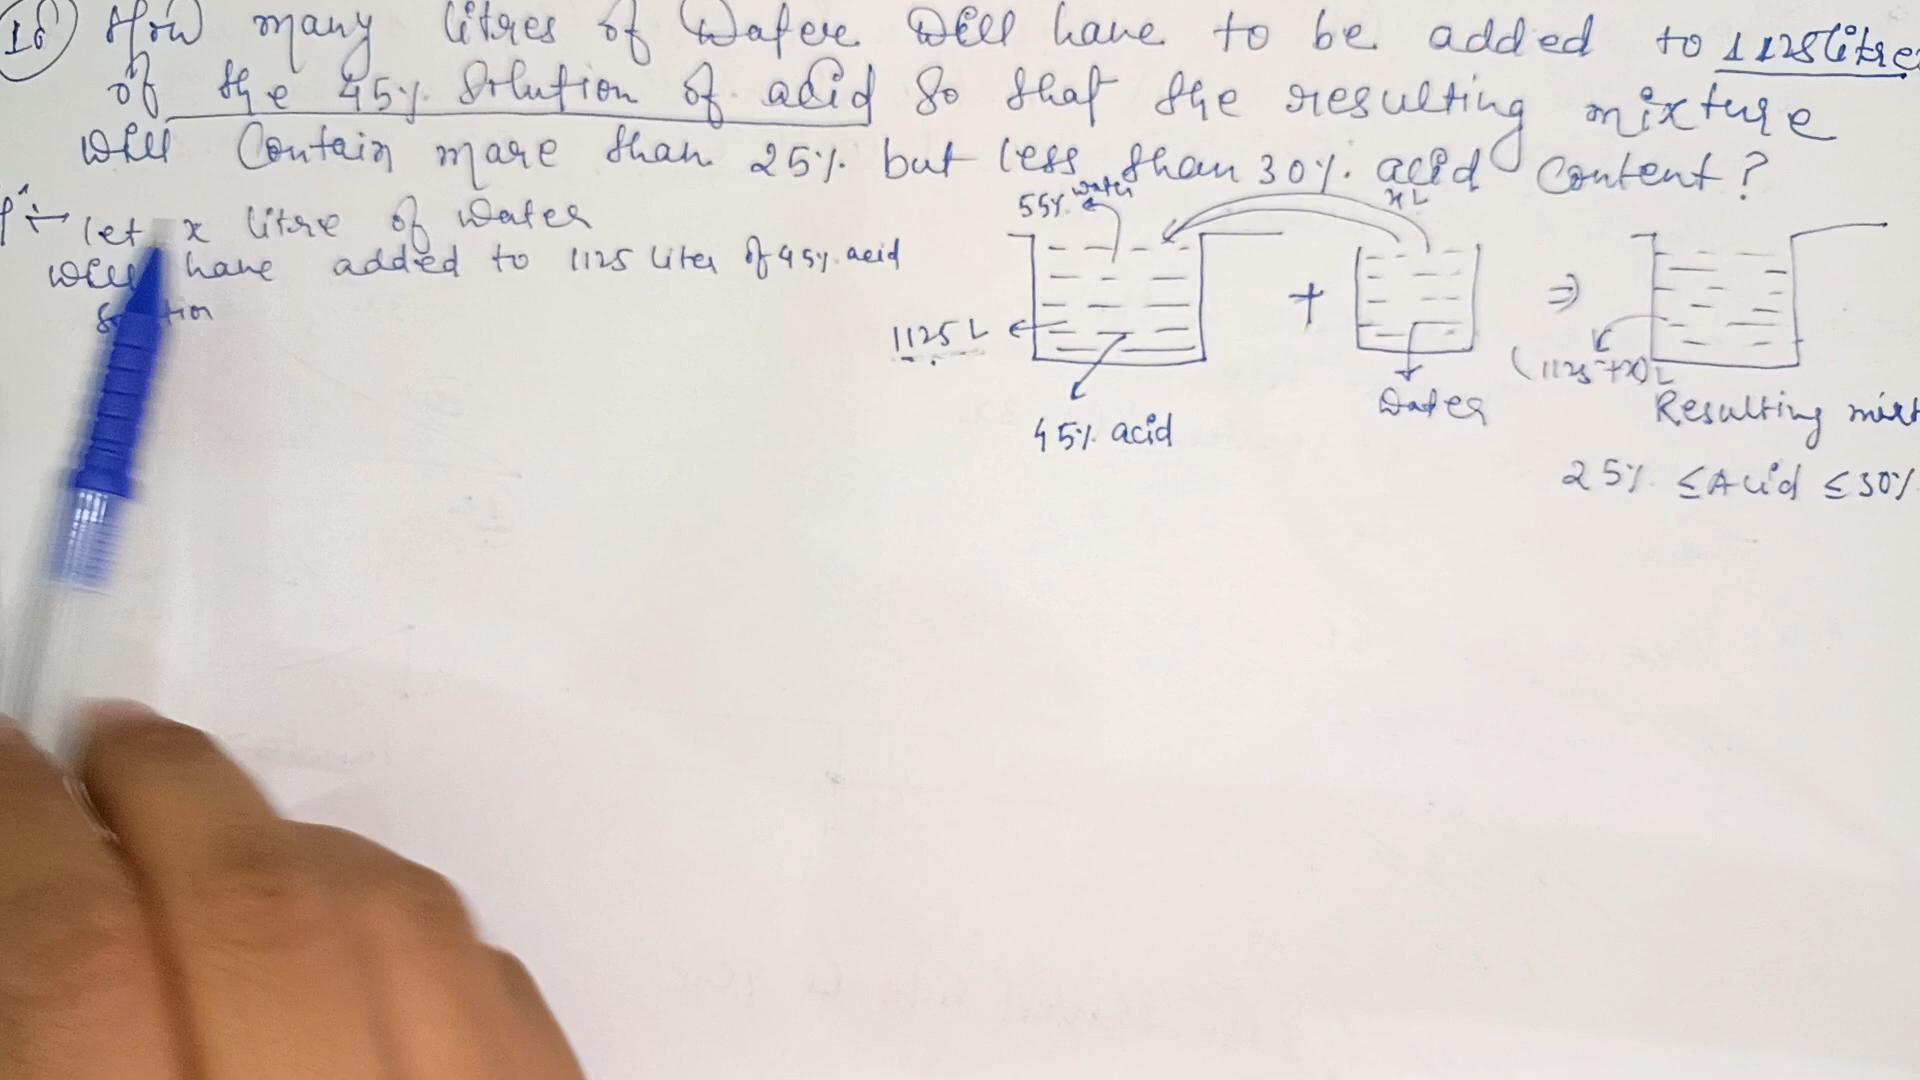 16 How many litres of Water Will have to be added to 1125 litres
of the 45% Solution of acid So that the resulting mixture
Will Contain more than 25% but less than 30% acid Content?
let x litre of Water
Will have added to 1125 liter of 45% acid
55% water
x L
1125 L
+
⇒
(1125+x)L
45% acid
Water
Resulting
25% ≤ Acid ≤ 30%